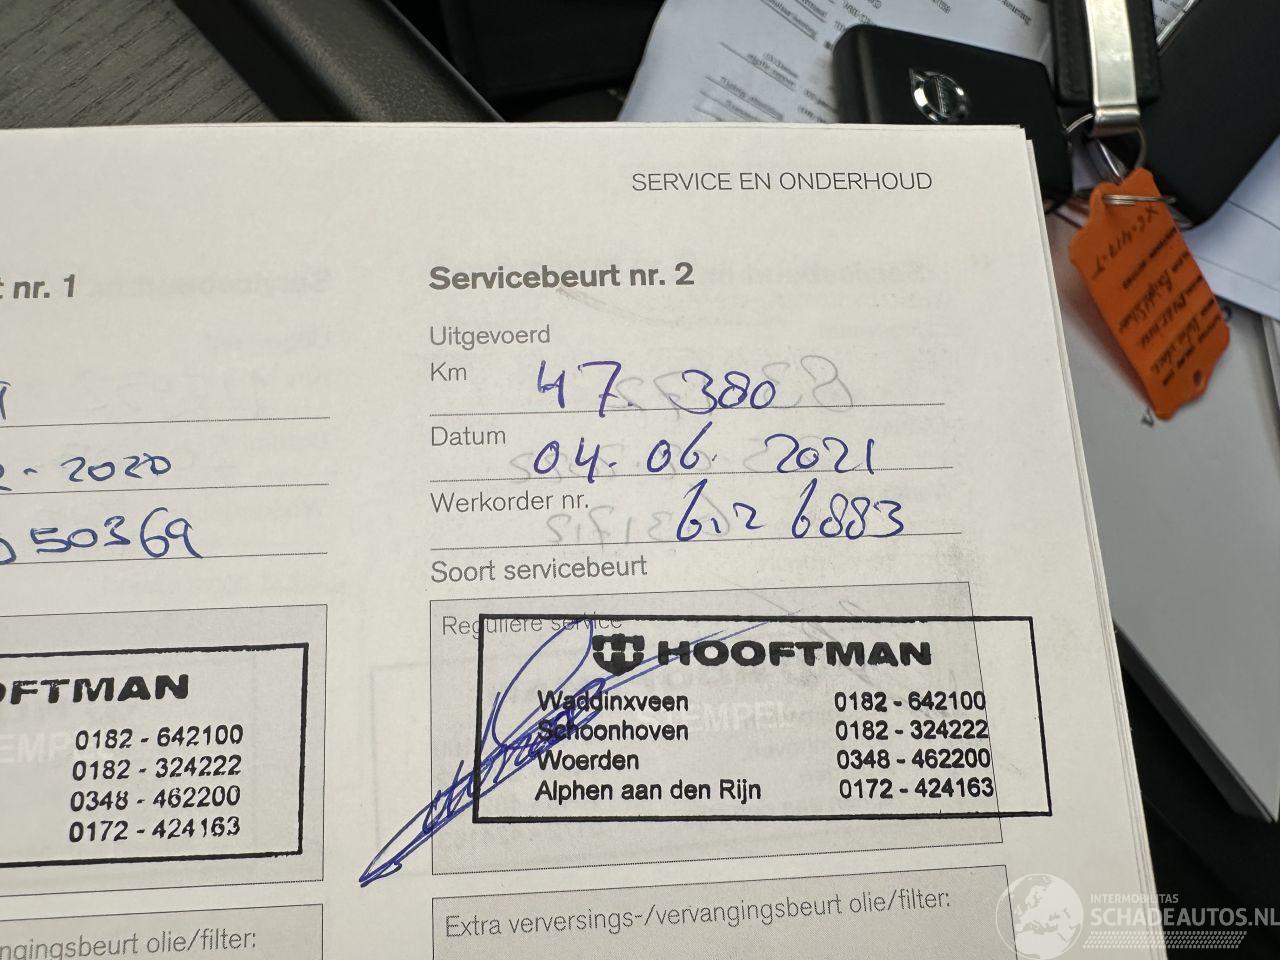 SERVICE EN ONDERHOUD
nr. 1
2020
50369
OFTMAN
0182 - 642100
0182 - 324222
0348 - 462200
0172 - 424163
vangingsbeurt olie/filter:
Servicebeurt nr. 2
Uitgevoerd
Km 47.380
Datum 04.06.2021
Werkorder nr. 612 6883
Soort servicebeurt
Reguliere service
HOOFTMAN
Waddinxveen 0182 - 642100
Schoonhoven 0182 - 324222
Woerden 0348 - 462200
Alphen aan den Rijn 0172 - 424163
Extra verversings-/vervangingsbeurt olie/filter:
INTERMOBIETAS
SCHADEAUTOS.NL